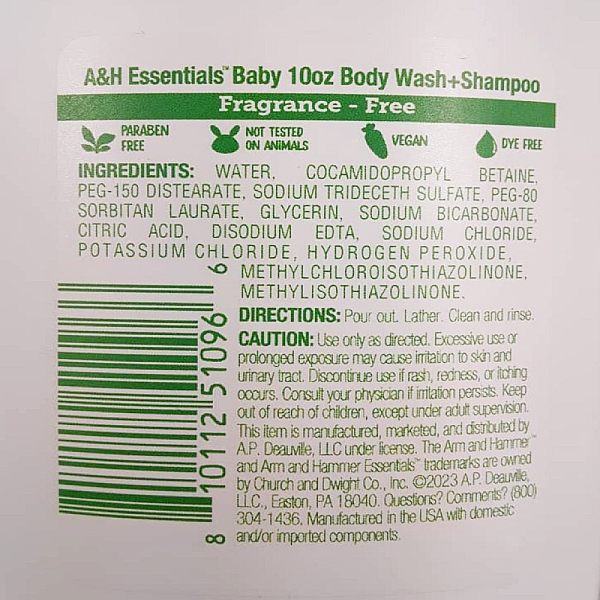 A&H Essentials™ Baby 10oz Body Wash+Shampoo
Fragrance - Free
PARABEN FREE
NOT TESTED ON ANIMALS
VEGAN
DYE FREE
INGREDIENTS: WATER, COCAMIDOPROPYL BETAINE,
PEG-150 DISTEARATE, SODIUM TRIDECETH SULFATE, PEG-80
SORBITAN LAURATE, GLYCERIN, SODIUM BICARBONATE,
CITRIC ACID, DISODIUM EDTA, SODIUM CHLORIDE,
POTASSIUM CHLORIDE, HYDROGEN PEROXIDE,
METHYLCHLOROISOTHIAZOLINONE,
METHYLISOTHIAZOLINONE.
DIRECTIONS: Pour out. Lather. Clean and rinse.
CAUTION: Use only as directed. Excessive use or
prolonged exposure may cause irritation to skin and
urinary tract. Discontinue use if rash, redness, or itching
occurs. Consult your physician if irritation persists. Keep
out of reach of children, except under adult supervision.
This item is manufactured, marketed, and distributed by
A.P. Deauville, LLC under license. The Arm and Hammer™
and Arm and Hammer Essentials™ trademarks are owned
by Church and Dwight Co., Inc. ©2023 A.P. Deauville,
LLC., Easton, PA 18040. Questions? Comments? (800)
304-1436. Manufactured in the USA with domestic
and/or imported components.
8 10112 51096 6